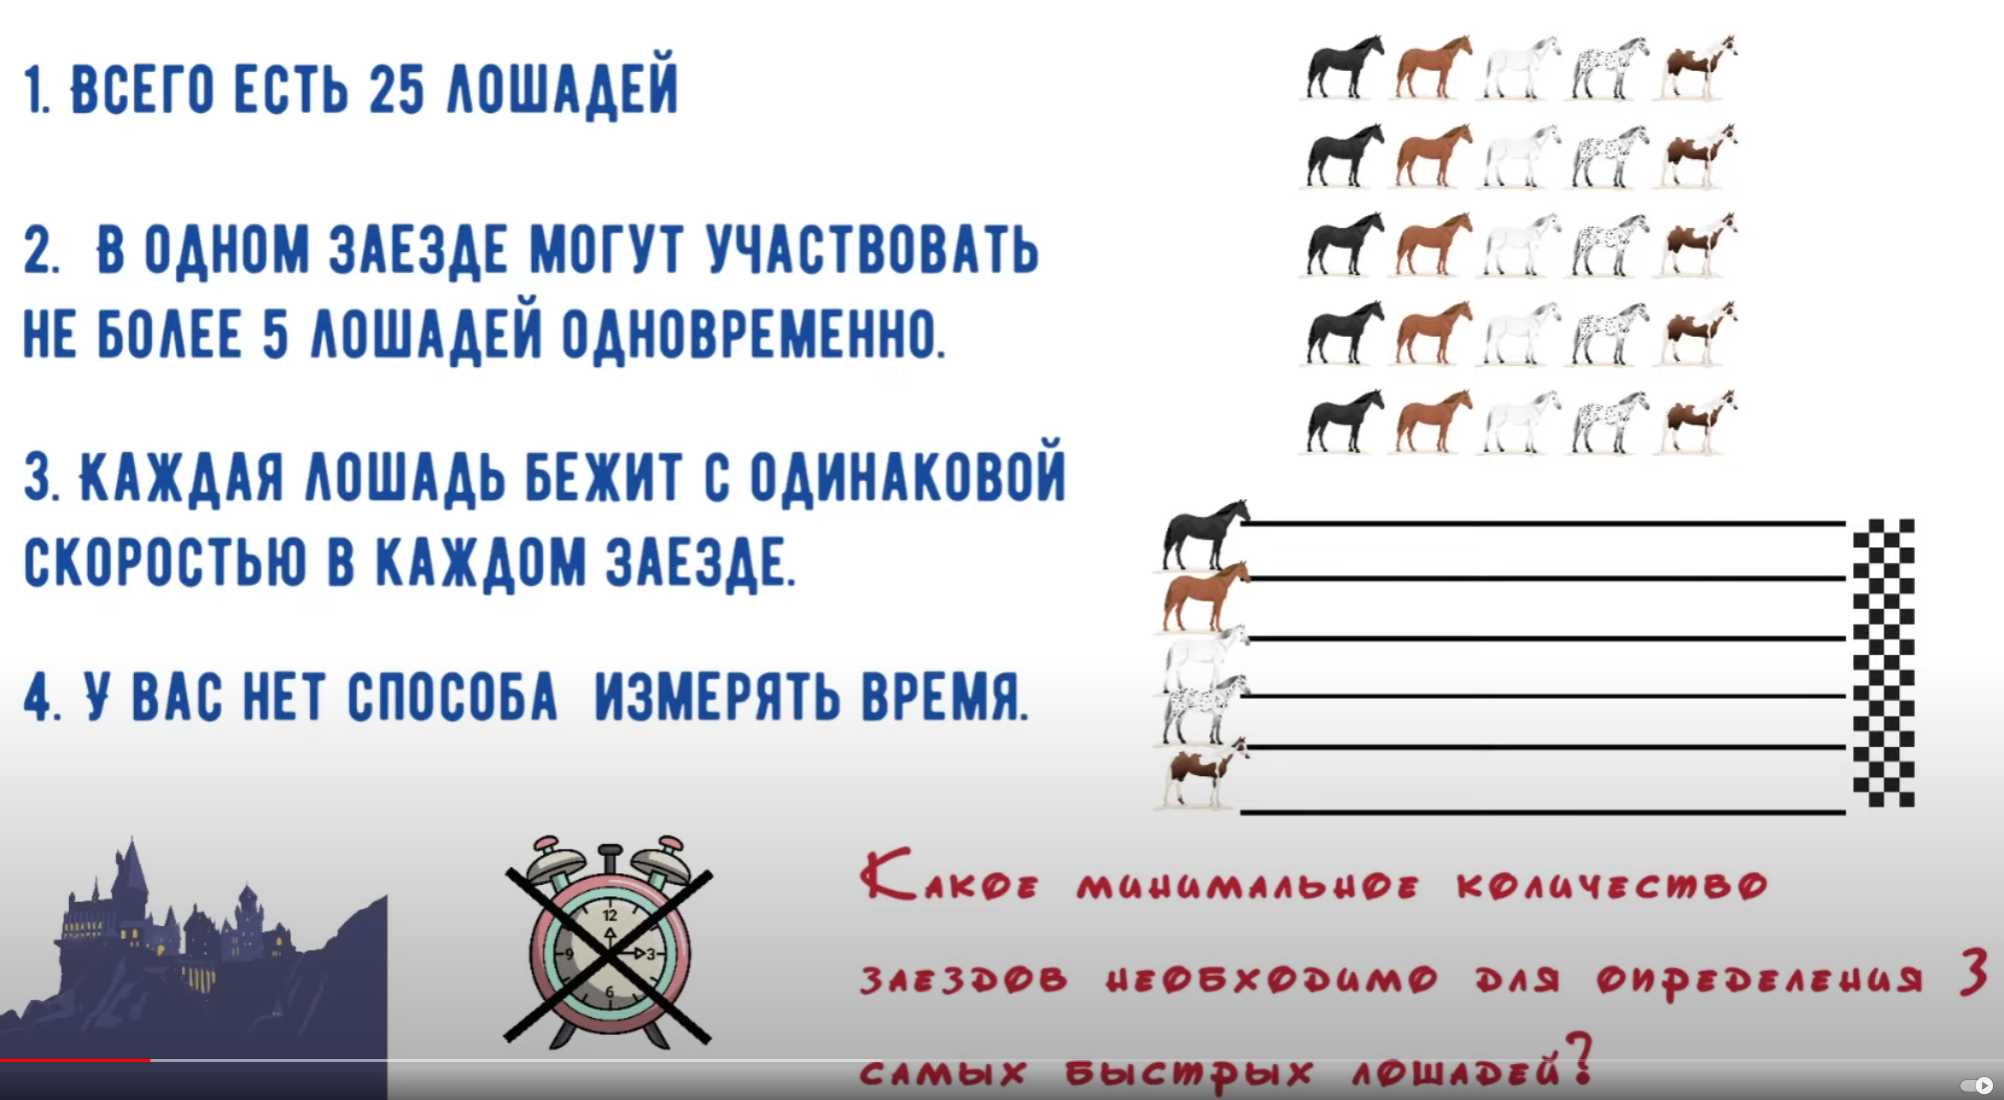 1. Всего есть 25 лошадей
2. В одном заезде могут участвовать
не более 5 лошадей одновременно.
3. Каждая лошадь бежит с одинаковой
скоростью в каждом заезде.
4. У вас нет способа измерять время.
12
9 3
6
Какое минимальное количество
заездов необходимо для определения 3
самых быстрых лошадей?